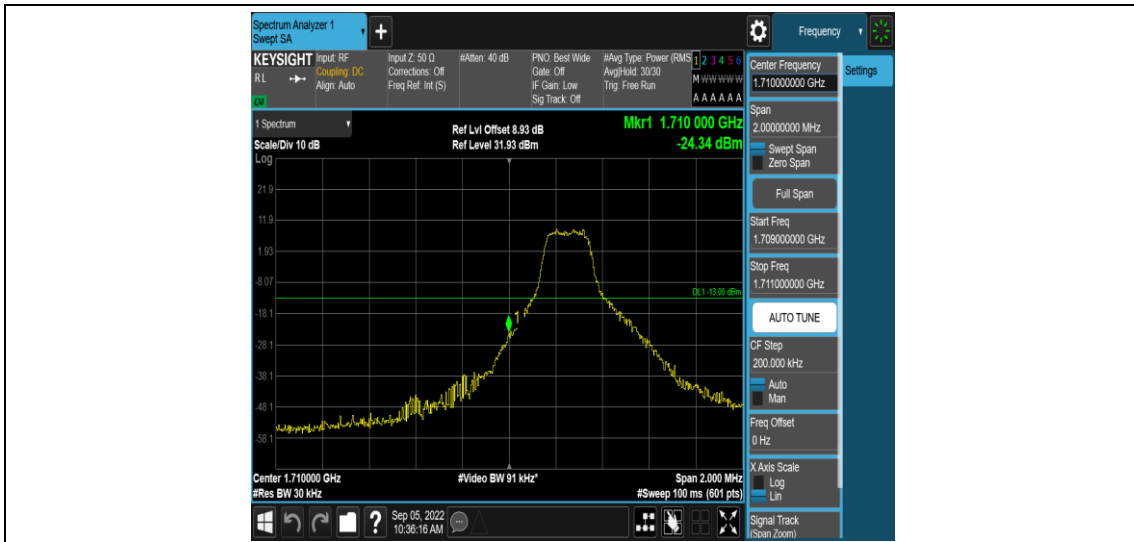 Spectrum Analyzer 1
Swept SA
+
Frequency
KEYSIGHT
RL
LXI
Input: RF
Coupling: DC
Align: Auto
Input Z: 50 Ω
Corrections: Off
Freq Ref: Int (S)
#Atten: 40 dB
PNO: Best Wide
Gate: Off
IF Gain: Low
Sig Track: Off
#Avg Type: Power (RMS
Avg|Hold: 30/30
Trig: Free Run
1 2 3 4 5 6
M W W W W W
A A A A A A
Center Frequency
1.710000000 GHz
Settings
Span
2.00000000 MHz
Swept Span
Zero Span
Full Span
Start Freq
1.709000000 GHz
Stop Freq
1.711000000 GHz
AUTO TUNE
CF Step
200.000 kHz
Auto
Man
Freq Offset
0 Hz
X Axis Scale
Log
Lin
Signal Track
(Span Zoom)
1 Spectrum
Scale/Div 10 dB
Log
Ref Lvl Offset 8.93 dB
Ref Level 31.93 dBm
Mkr1 1.710 000 GHz
-24.34 dBm
21.9
11.9
1.93
-8.07
-18.1
-28.1
-38.1
-48.1
-58.1
DL1 -13.00 dBm
1
Center 1.710000 GHz
#Res BW 30 kHz
#Video BW 91 kHz*
Span 2.000 MHz
#Sweep 100 ms (601 pts)
?
Sep 05, 2022
10:36:16 AM